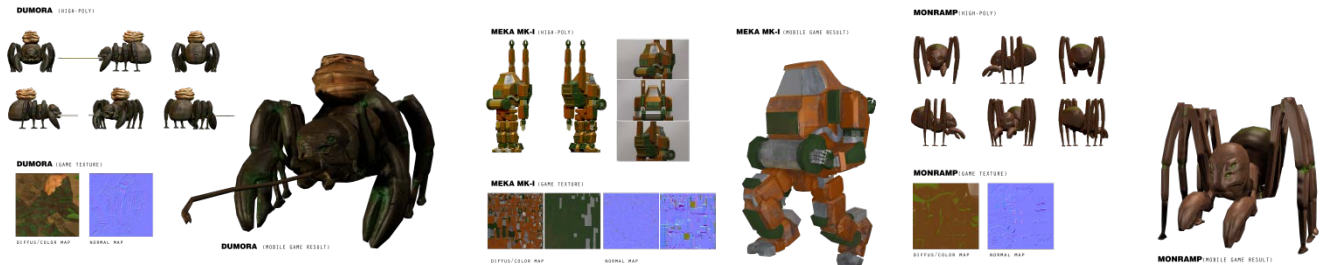 DUMORA (HIGH-POLY)
DUMORA (GAME TEXTURE)
DIFFUS/COLOR MAP NORMAL MAP
DUMORA (MOBILE GAME RESULT)
MEKA MK-I (HIGH-POLY)
MEKA MK-I (GAME TEXTURE)
DIFFUS/COLOR MAP NORMAL MAP
MEKA MK-I (MOBILE GAME RESULT)
MONRAMP(HIGH-POLY)
MONRAMP(GAME TEXTURE)
DIFFUS/COLOR MAP NORMAL MAP
MONRAMP(MOBILE GAME RESULT)